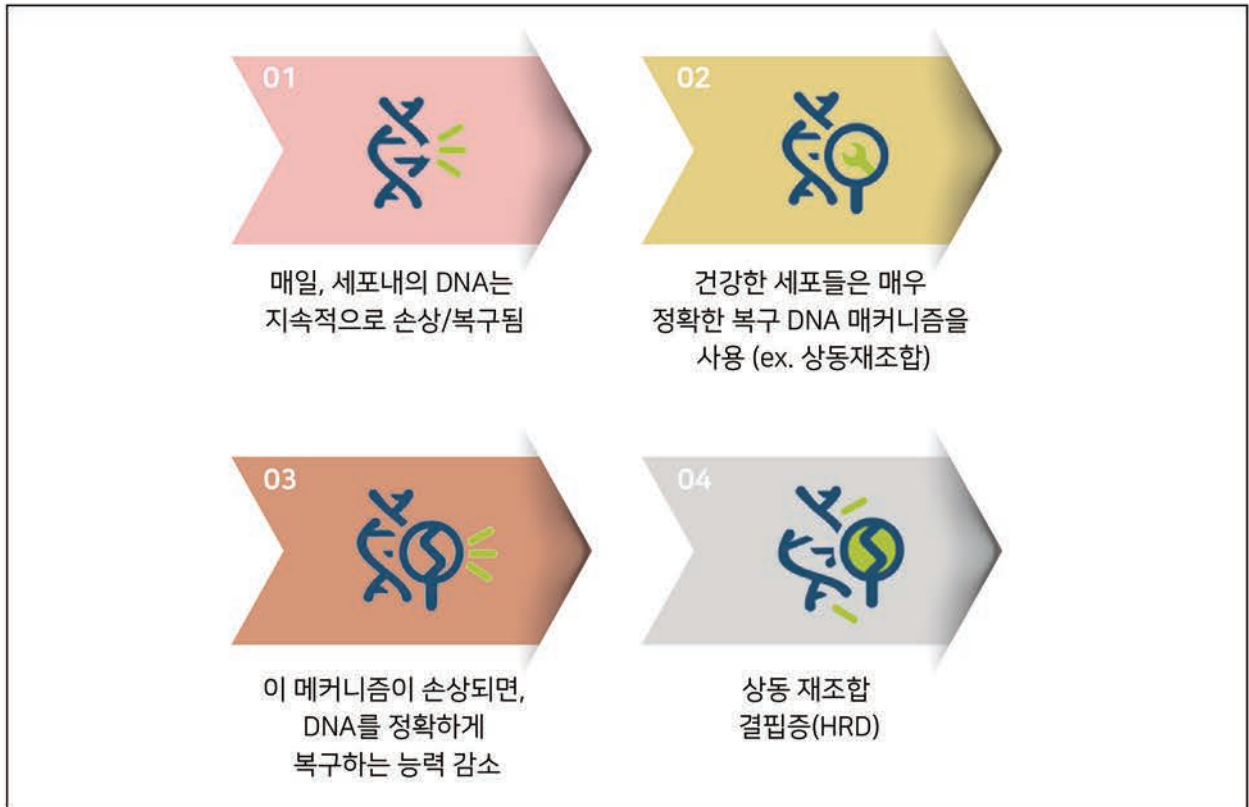 01
매일, 세포내의 DNA는
지속적으로 손상/복구됨
02
건강한 세포들은 매우
정확한 복구 DNA 매커니즘을
사용 (ex. 상동재조합)
03
이 메커니즘이 손상되면,
DNA를 정확하게
복구하는 능력 감소
04
상동 재조합
결핍증(HRD)